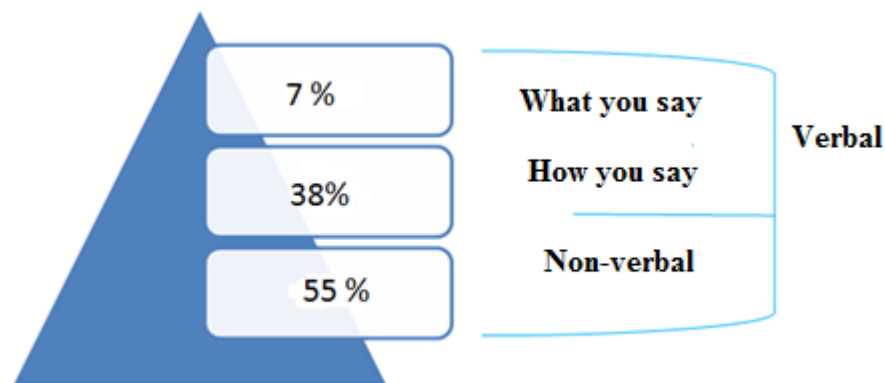 7 %
What you say
Verbal
38%
How you say
55 %
Non-verbal